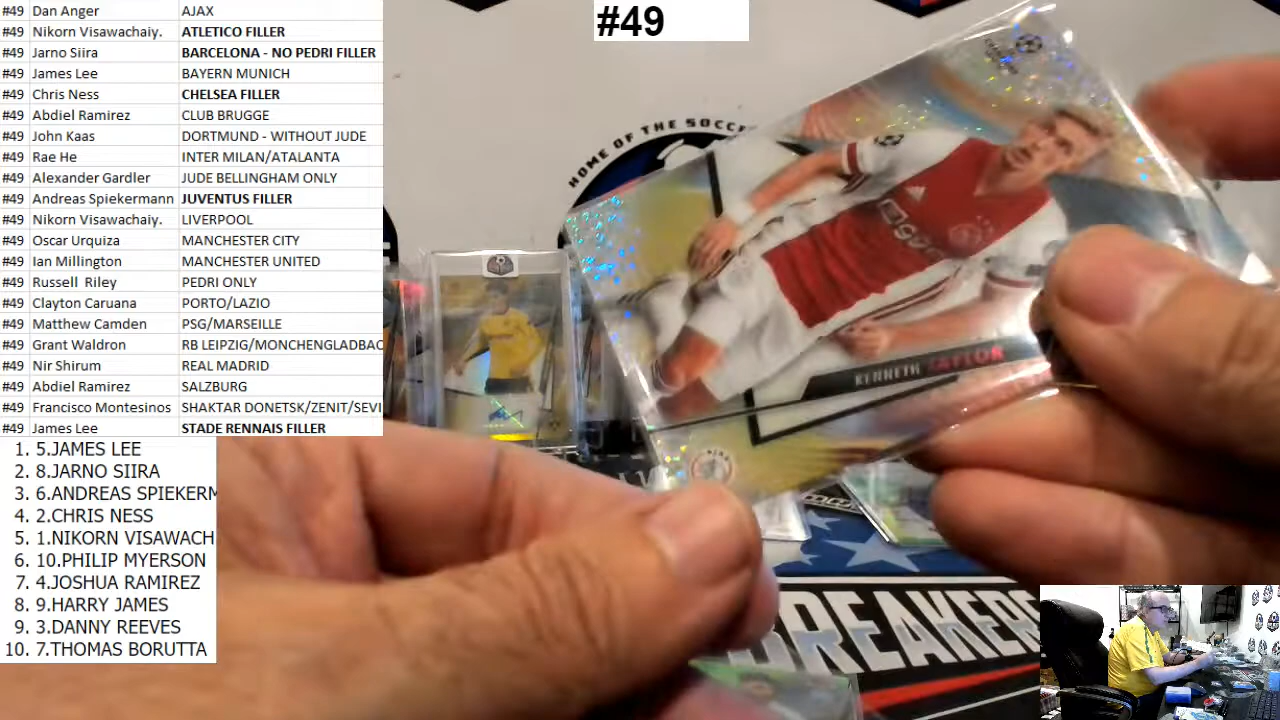 #49 Dan Anger AJAX
#49 Nikorn Visawachaiy. ATLETICO FILLER
#49 Jarno Siira BARCELONA - NO PEDRI FILLER
#49 James Lee BAYERN MUNICH
#49 Chris Ness CHELSEA FILLER
#49 Abdiel Ramirez CLUB BRUGGE
#49 John Kaas DORTMUND - WITHOUT JUDE
#49 Rae He INTER MILAN/ATALANTA
#49 Alexander Gardler JUDE BELLINGHAM ONLY
#49 Andreas Spiekermann JUVENTUS FILLER
#49 Nikorn Visawachaiy. LIVERPOOL
#49 Oscar Urquiza MANCHESTER CITY
#49 Ian Millington MANCHESTER UNITED
#49 Russell Riley PEDRI ONLY
#49 Clayton Caruana PORTO/LAZIO
#49 Matthew Camden PSG/MARSEILLE
#49 Grant Waldron RB LEIPZIG/MONCHENGLADBAC
#49 Nir Shirum REAL MADRID
#49 Abdiel Ramirez SALZBURG
#49 Francisco Montesinos SHAKTAR DONETSK/ZENIT/SEVI
#49 James Lee STADE RENNAIS FILLER
1. 5.JAMES LEE
2. 8.JARNO SIIRA
3. 6.ANDREAS SPIEKERM
4. 2.CHRIS NESS
5. 1.NIKORN VISAWACH
6. 10.PHILIP MYERSON
7. 4.JOSHUA RAMIREZ
8. 9.HARRY JAMES
9. 3.DANNY REEVES
10. 7.THOMAS BORUTTA
#49
HOME OF THE SOCCE
KENNETH TAYLOR
BREAKERS